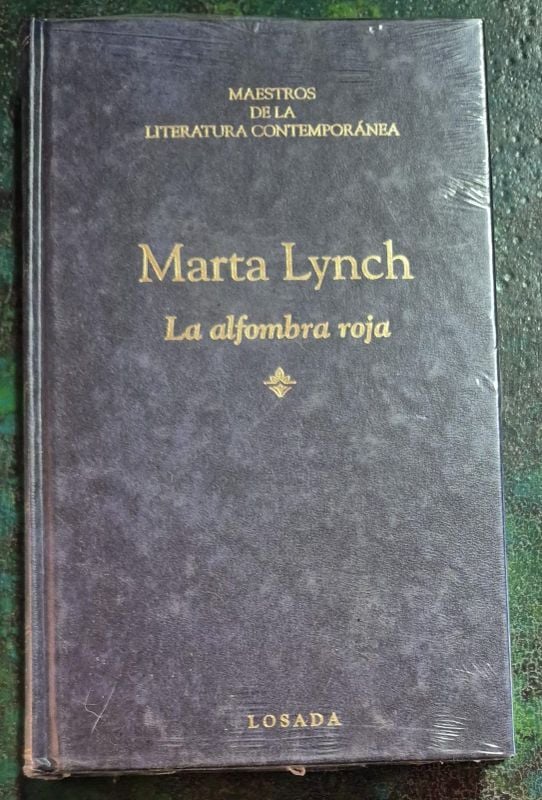 MAESTROS
DE LA
LITERATURA CONTEMPORÁNEA
Marta Lynch
La alfombra roja
LOSADA